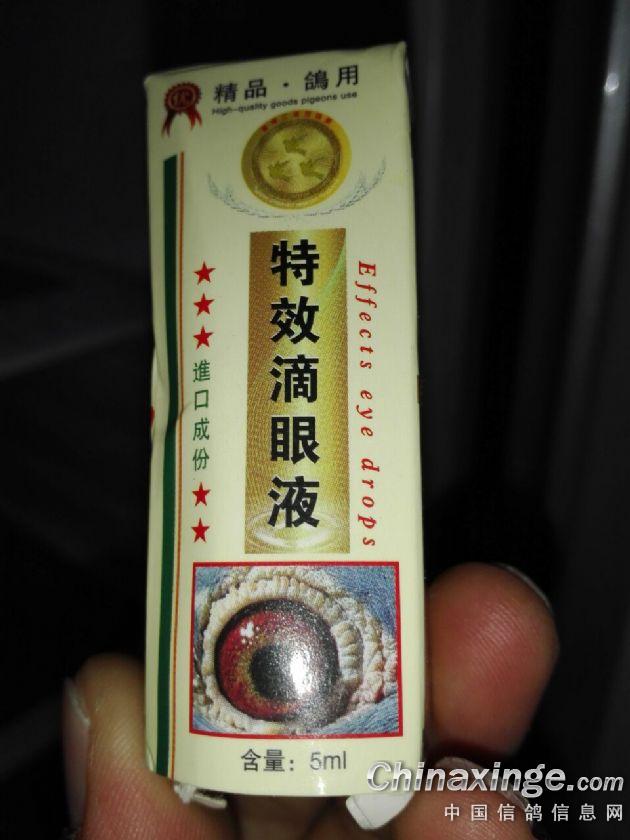 精品·鴿用
High-quality goods pigeons use
特效滴眼液
Effects eye drops
★★★進口成份★★
含量：5ml
Chinaxinge.com
中国信鸽信息网